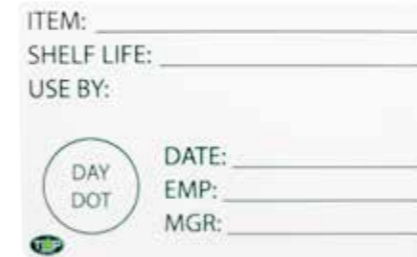 ITEM:
SHELF LIFE:
USE BY:
DAY
DOT
DATE:
EMP:
MGR: